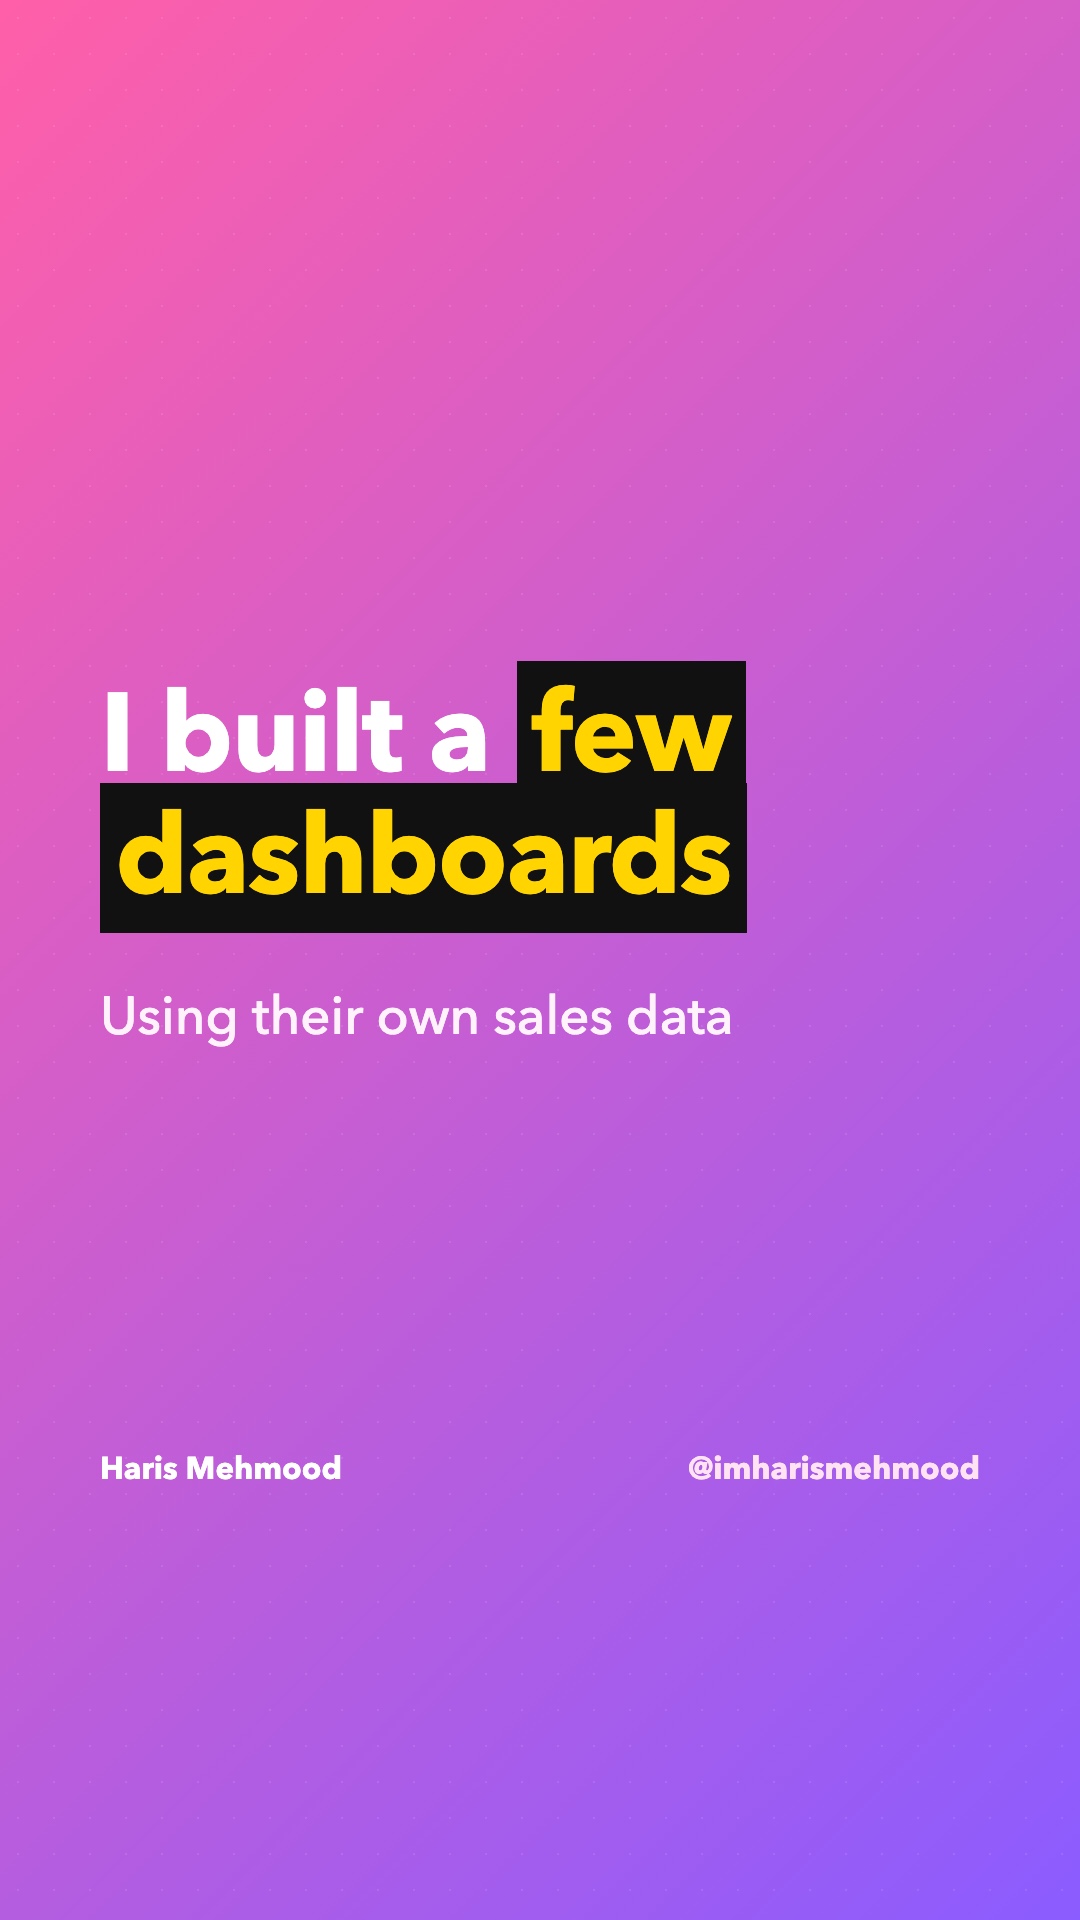 I built a few
dashboards
Using their own sales data
Haris Mehmood
@imharismehmood